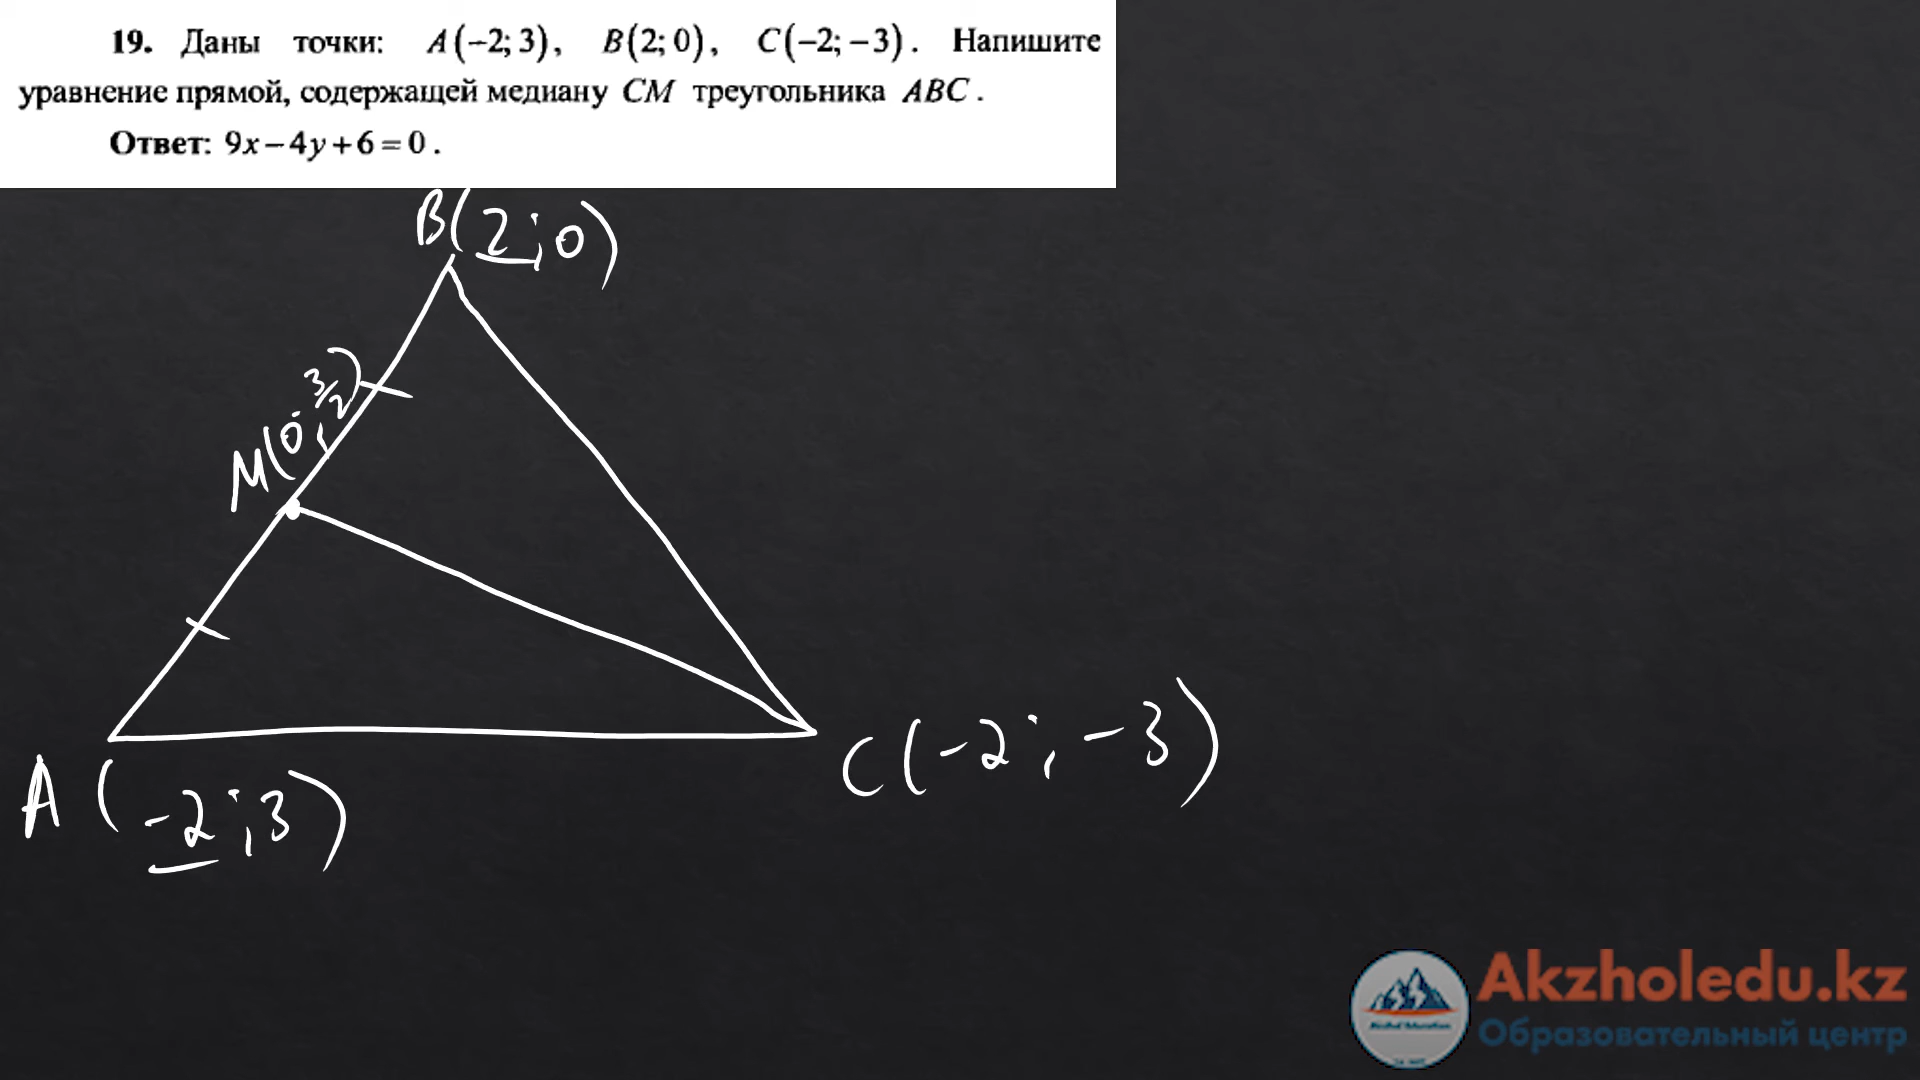 19. Даны точки: A(−2; 3), B(2; 0), C(−2; −3). Напишите
уравнение прямой, содержащей медиану CM треугольника ABC.
Ответ: 9x − 4y + 6 = 0.
B(2; 0)
M(0; 3/2)
C(-2; -3)
A(-2; 3)
Akzholedu.kz
Образовательный центр